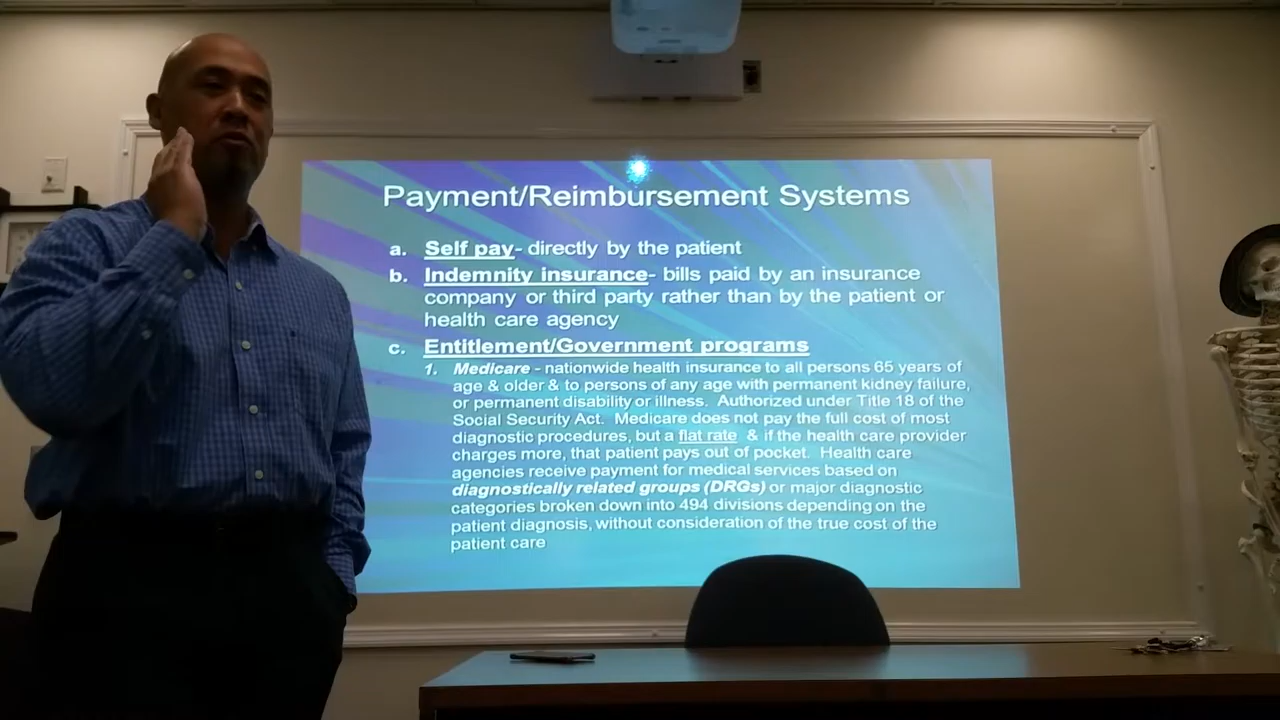 Payment/Reimbursement Systems
a. Self pay- directly by the patient
b. Indemnity insurance- bills paid by an insurance
company or third party rather than by the patient or
health care agency
c. Entitlement/Government programs
1. Medicare - nationwide health insurance to all persons 65 years of
age & older & to persons of any age with permanent kidney failure,
or permanent disability or illness. Authorized under Title 18 of the
Social Security Act. Medicare does not pay the full cost of most
diagnostic procedures, but a flat rate & if the health care provider
charges more, that patient pays out of pocket. Health care
agencies receive payment for medical services based on
diagnostically related groups (DRGs) or major diagnostic
categories broken down into 494 divisions depending on the
patient diagnosis, without consideration of the true cost of the
patient care